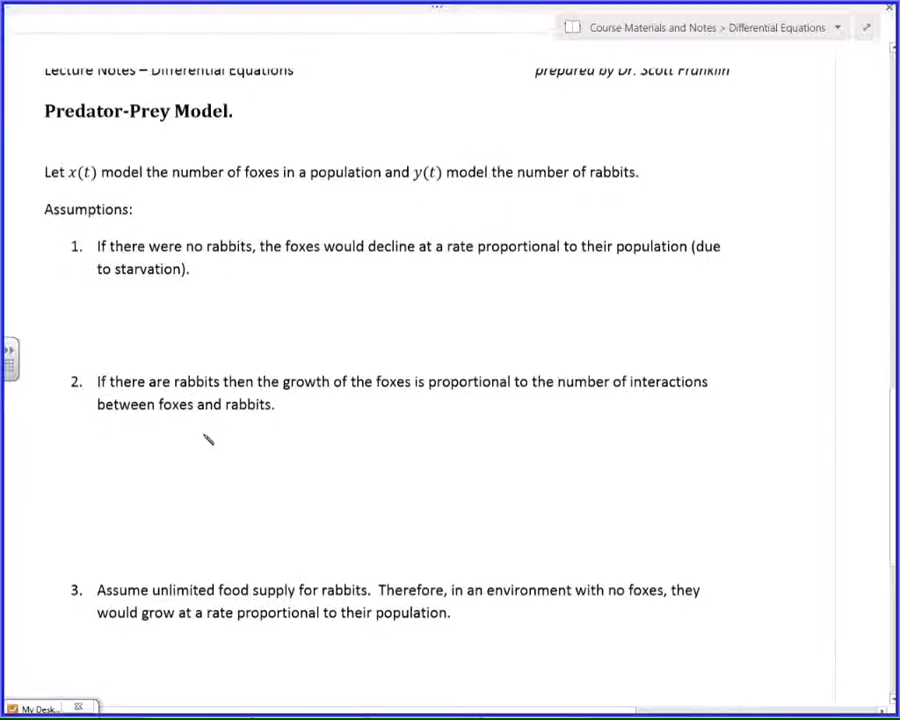 Course Materials and Notes > Differential Equations
Lecture Notes – Differential Equations
prepared by Dr. Scott Franklin
Predator-Prey Model.
Let x(t) model the number of foxes in a population and y(t) model the number of rabbits.
Assumptions:
1. If there were no rabbits, the foxes would decline at a rate proportional to their population (due
to starvation).
2. If there are rabbits then the growth of the foxes is proportional to the number of interactions
between foxes and rabbits.
3. Assume unlimited food supply for rabbits. Therefore, in an environment with no foxes, they
would grow at a rate proportional to their population.
My Desk...